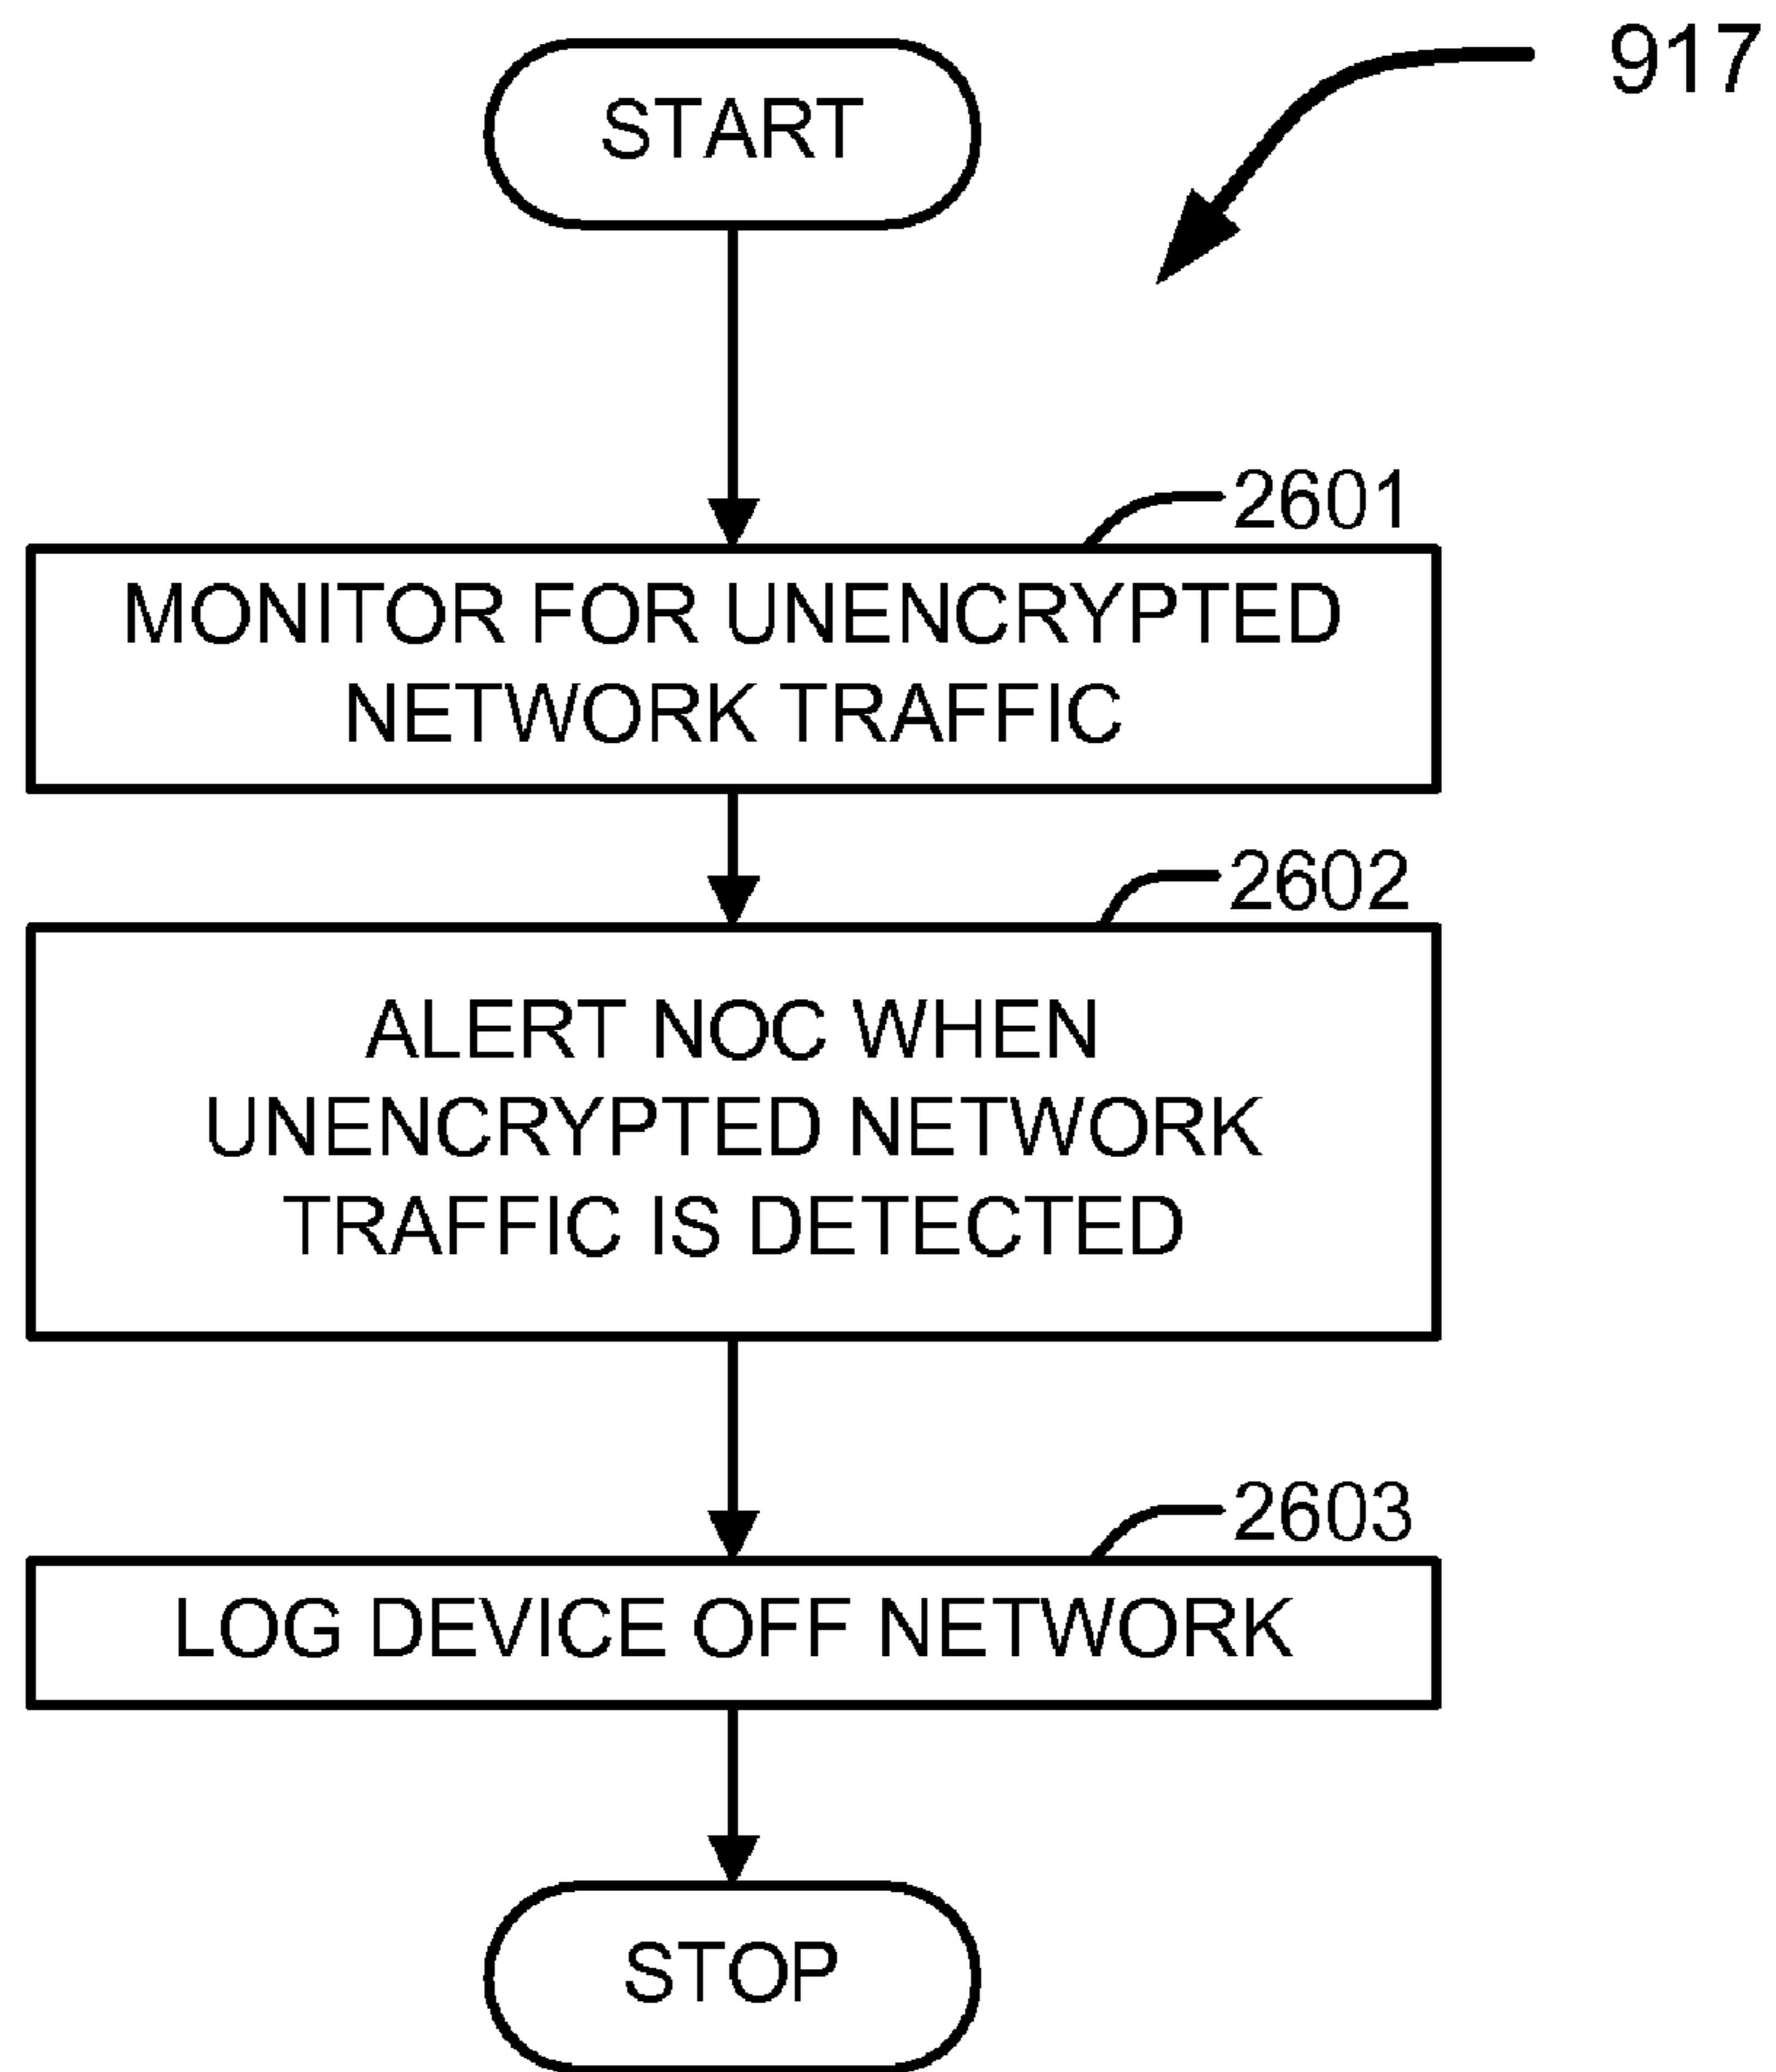 917
START
2601
MONITOR FOR UNENCRYPTED
NETWORK TRAFFIC
2602
ALERT NOC WHEN
UNENCRYPTED NETWORK
TRAFFIC IS DETECTED
2603
LOG DEVICE OFF NETWORK
STOP